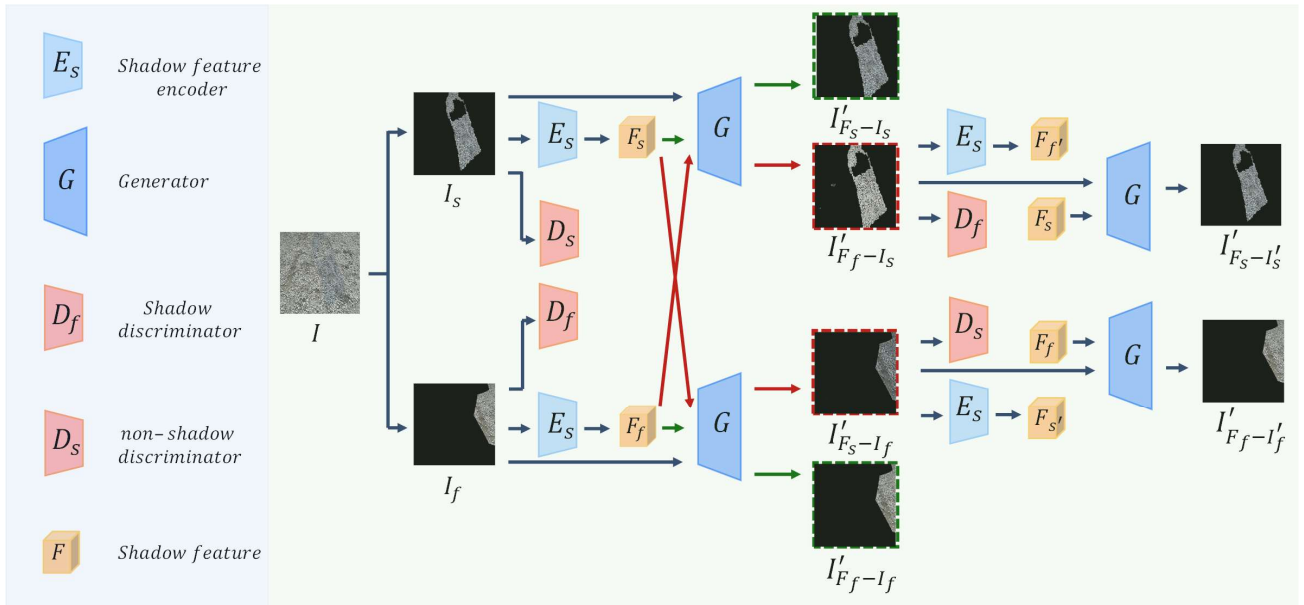 E_s
Shadow feature
encoder
G
Generator
D_f
Shadow
discriminator
D_s
non-shadow
discriminator
F
Shadow feature
I
I_s
E_s
F_s
G
D_s
D_f
I_f
E_s
F_f
G
I'_{F_s-I_s}
I'_{F_f-I_s}
E_s
F_{f'}
D_f
F_s
G
I'_{F_s-I'_s}
I'_{F_s-I_f}
D_s
F_f
G
E_s
F_{s'}
I'_{F_f-I'_f}
I'_{F_f-I_f}